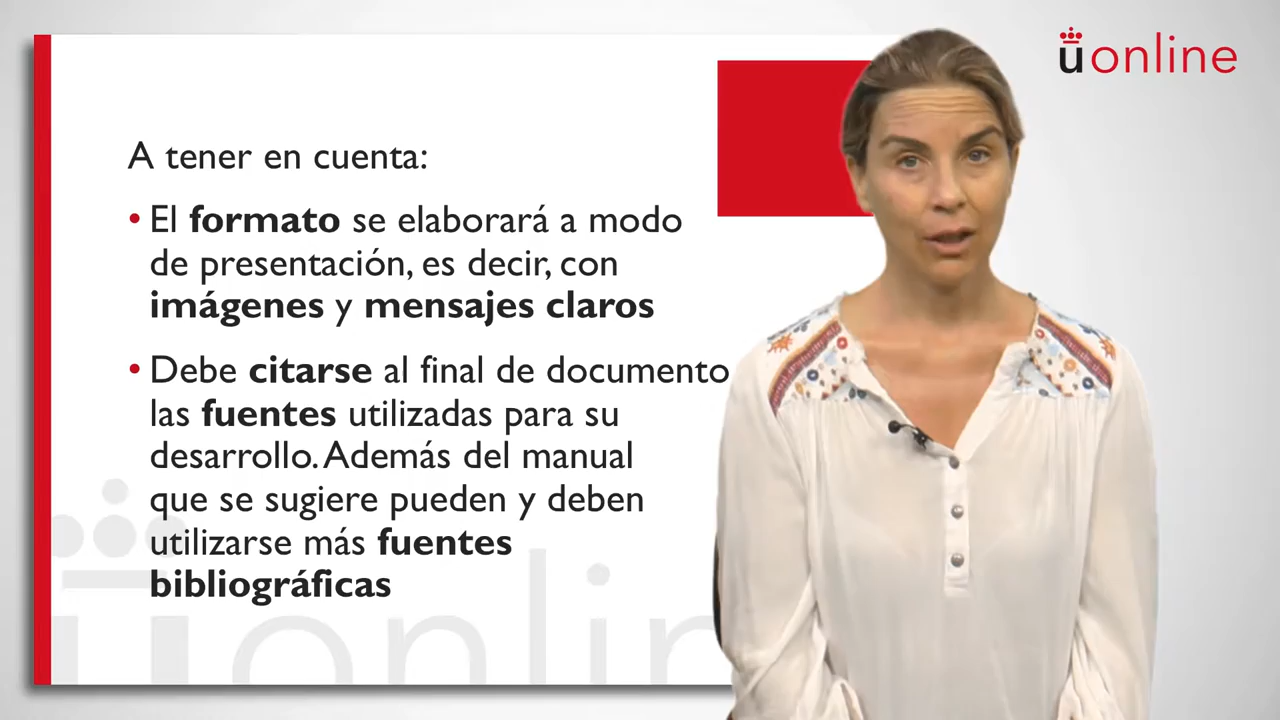 uonline
A tener en cuenta:
• El formato se elaborará a modo
de presentación, es decir, con
imágenes y mensajes claros
• Debe citarse al final de documento
las fuentes utilizadas para su
desarrollo. Además del manual
que se sugiere pueden y deben
utilizarse más fuentes
bibliográficas
uonline